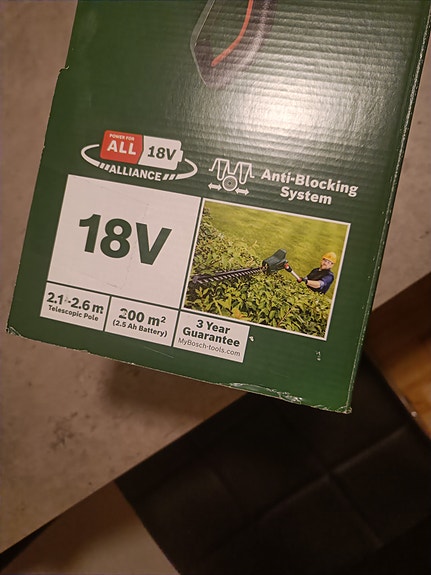 POWER FOR
ALL 18V
ALLIANCE
Anti-Blocking
System
18V
2.1-2.6 m
Telescopic Pole
200 m²
(2.5 Ah Battery)
3 Year
Guarantee
MyBosch-tools.com